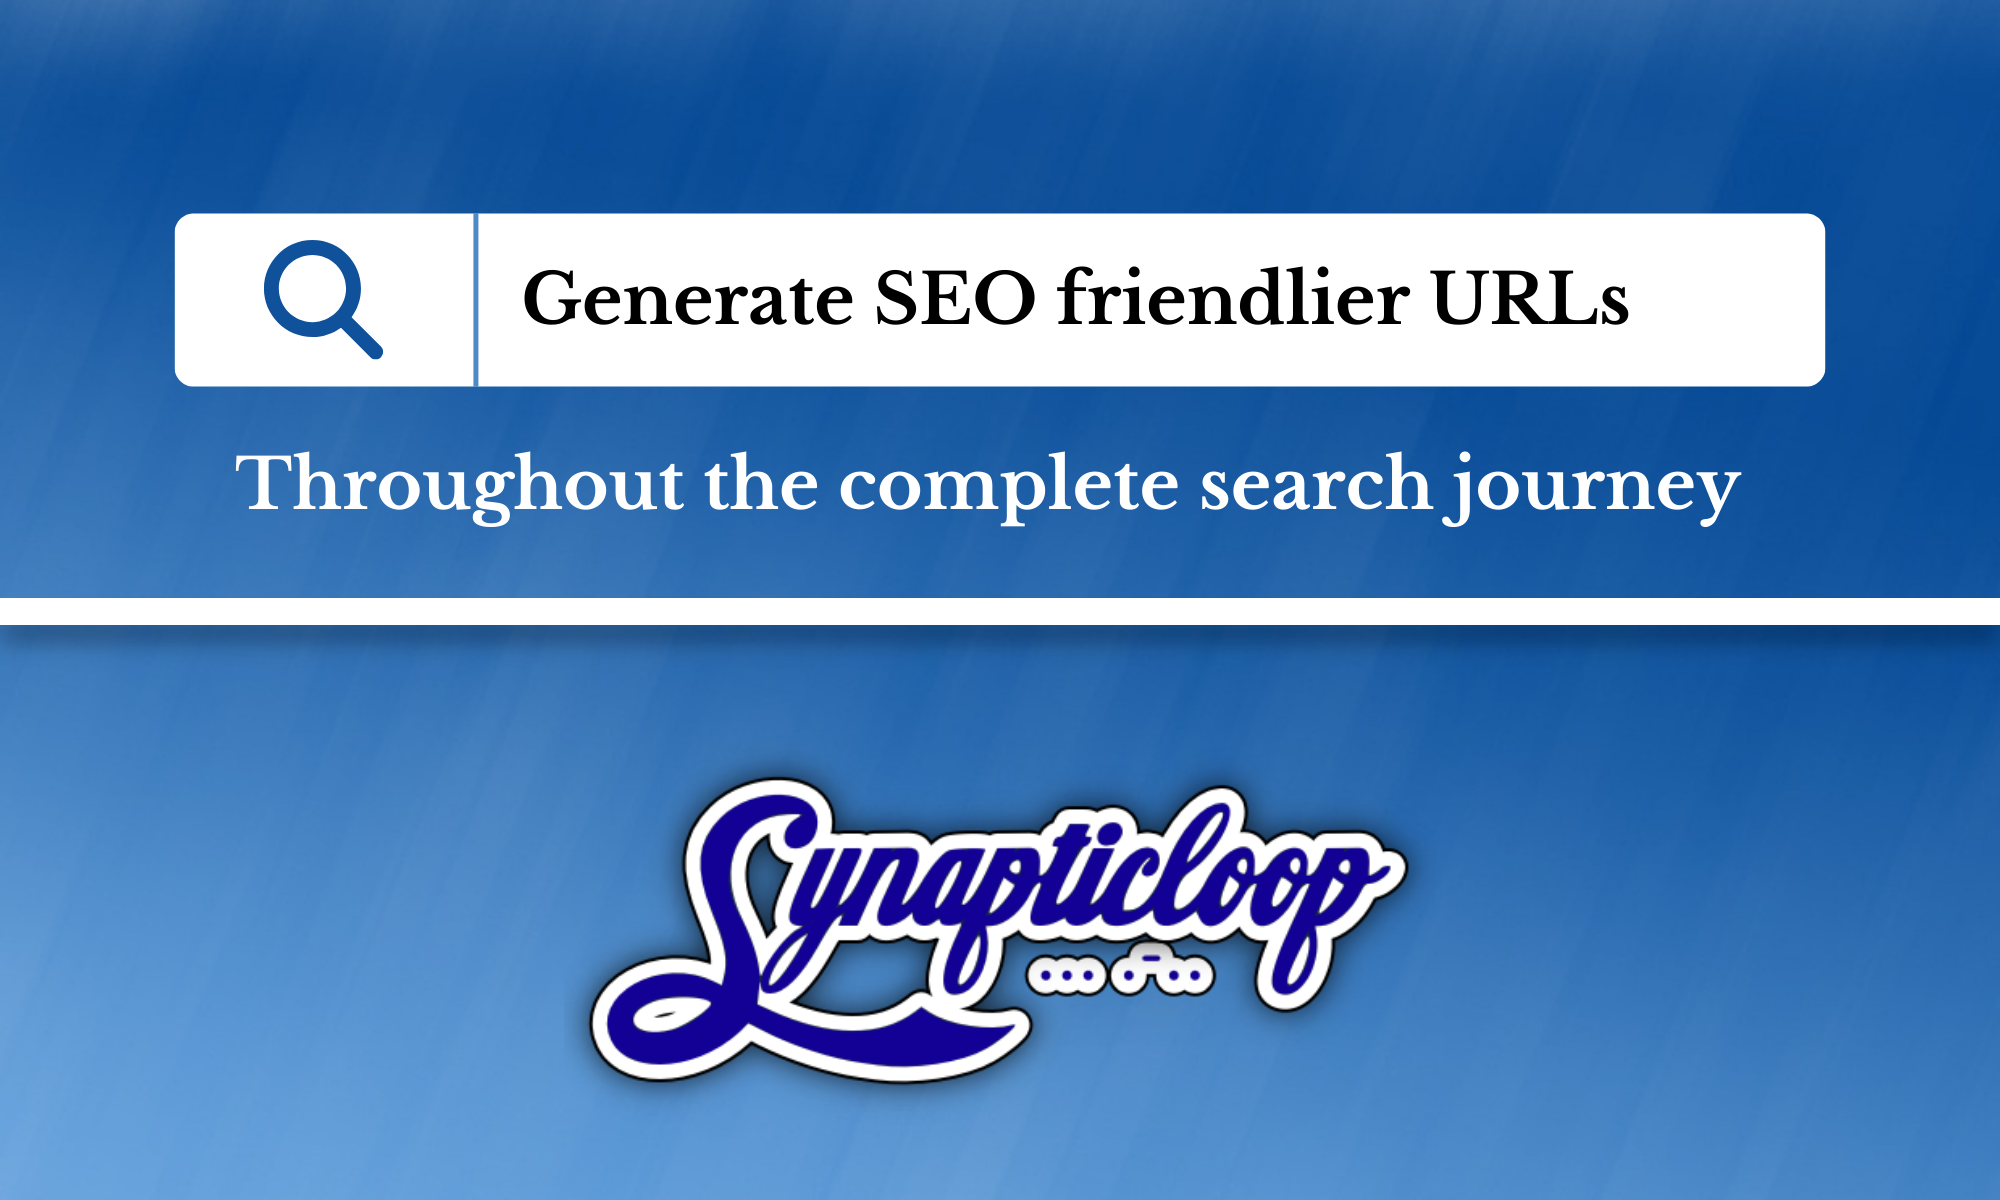 Generate SEO friendlier URLs
Throughout the complete search journey
Synapticloop